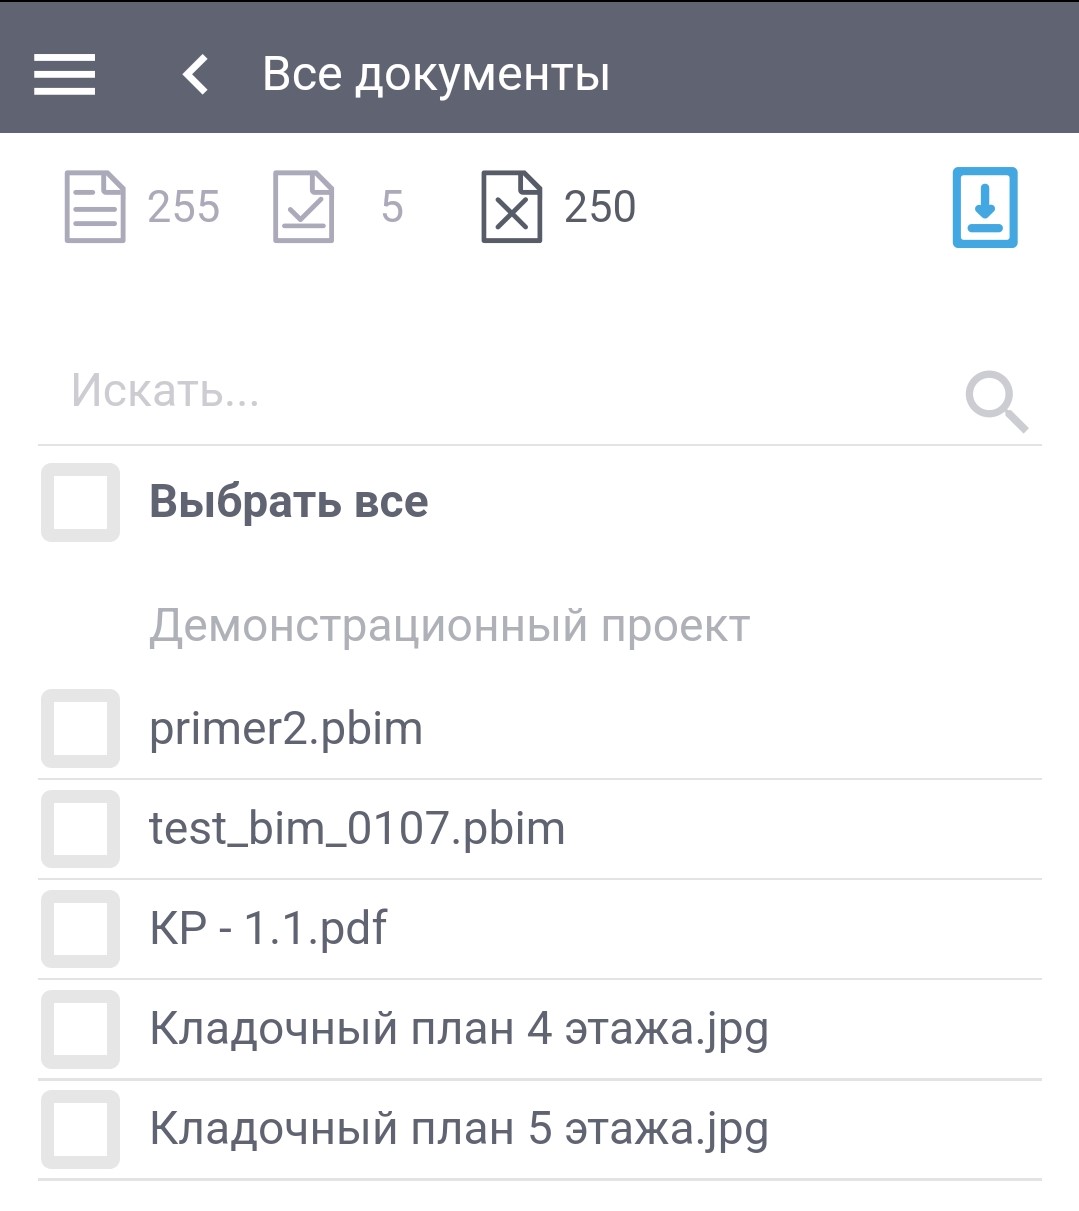 Все документы
255 5 250
Искать...
Выбрать все
Демонстрационный проект
primer2.pbim
test_bim_0107.pbim
КР - 1.1.pdf
Кладочный план 4 этажа.jpg
Кладочный план 5 этажа.jpg